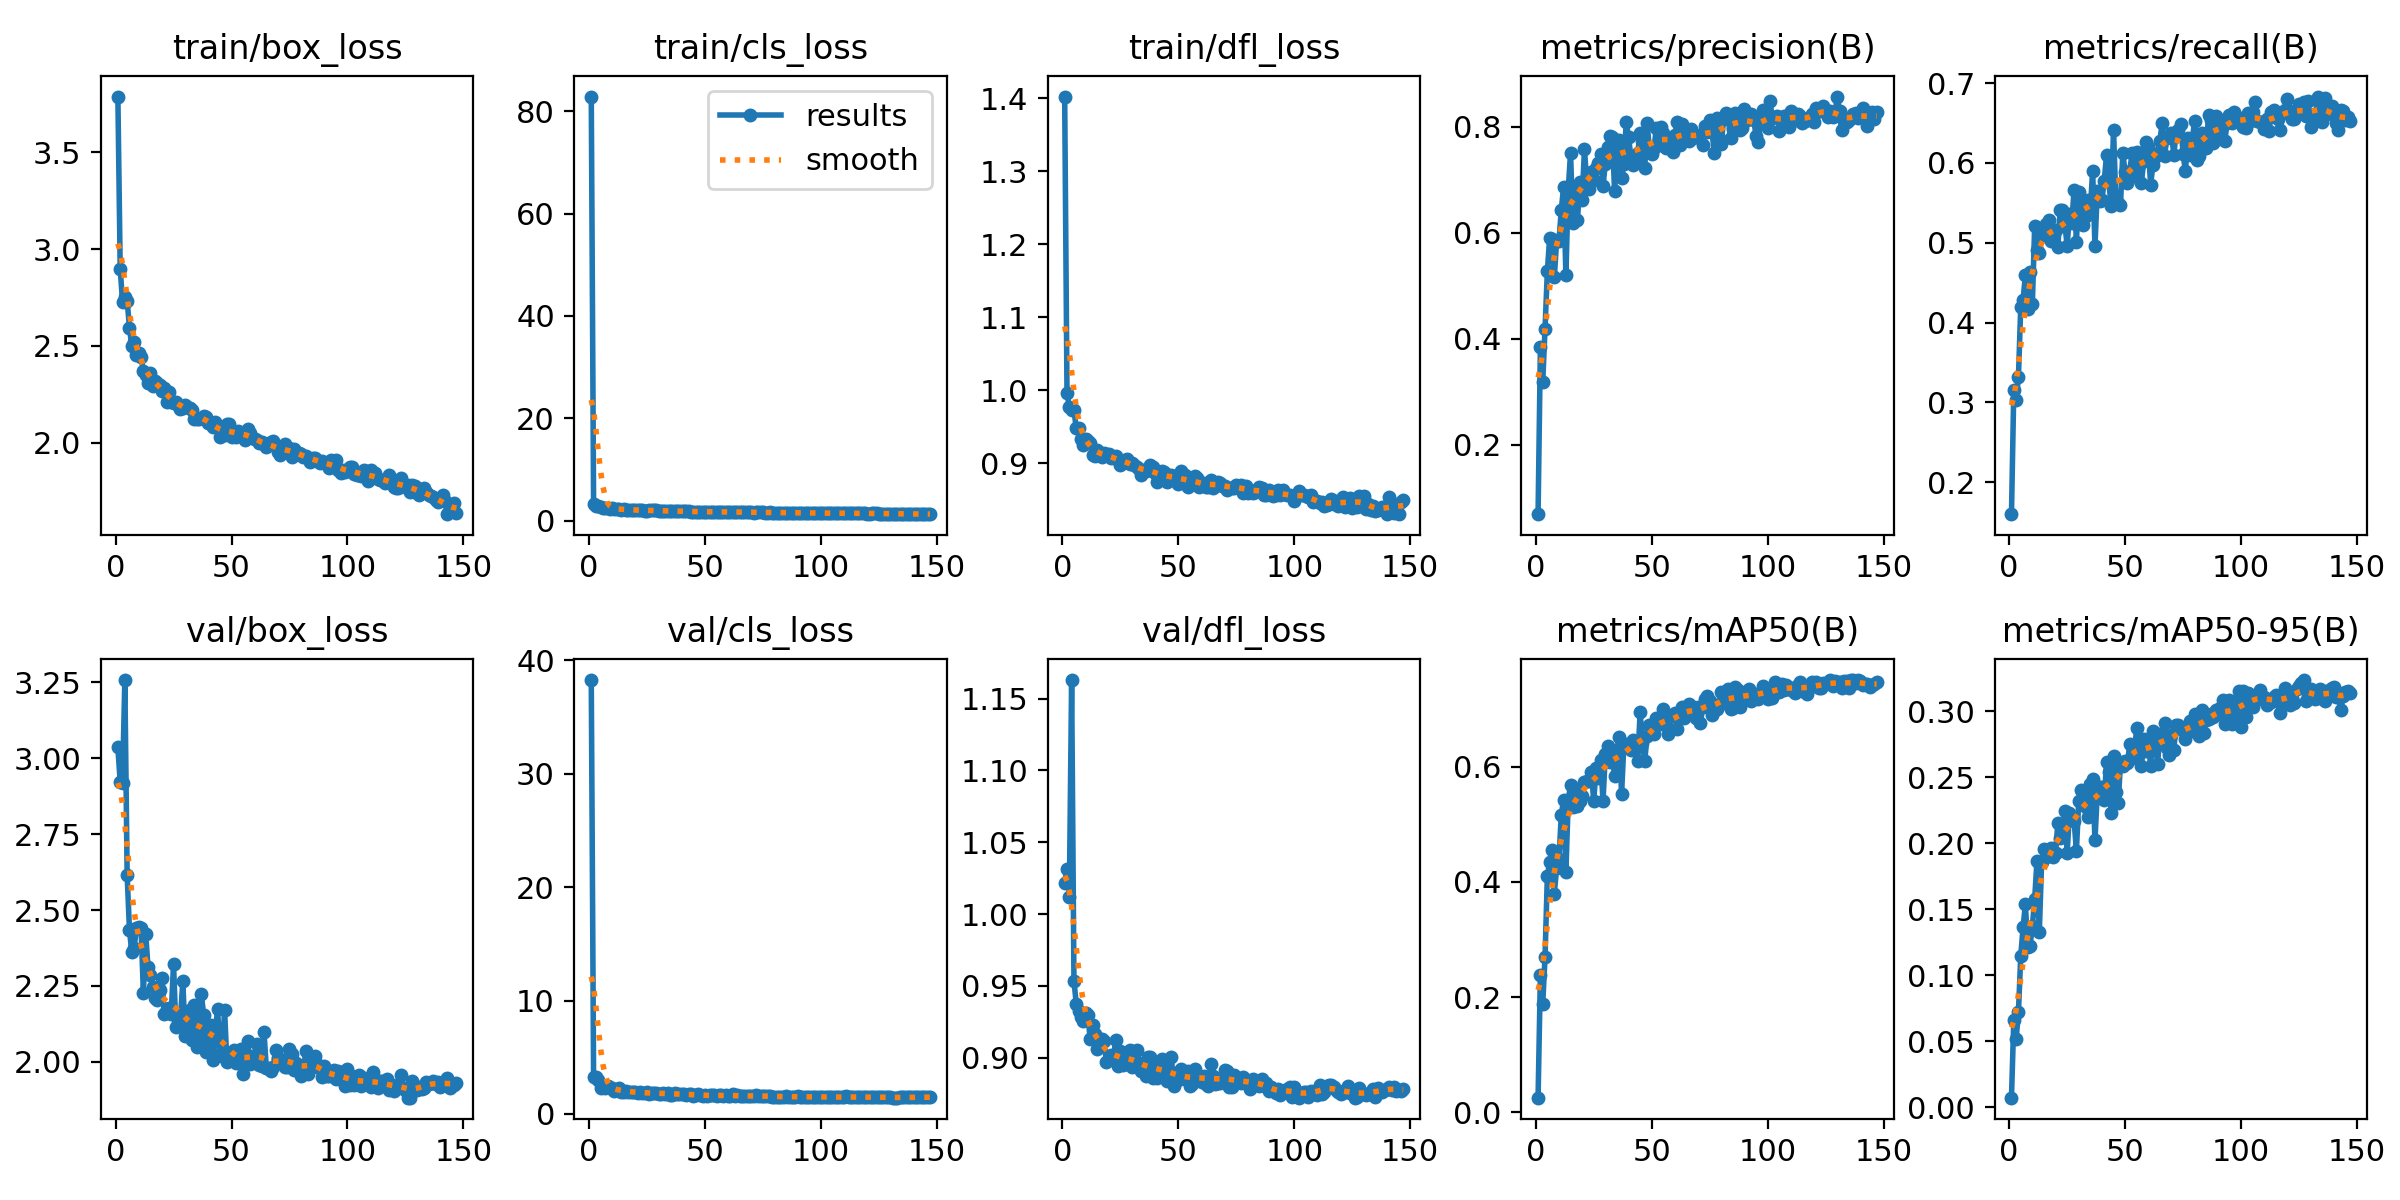 train/box_loss
3.5
3.0
2.5
2.0
0 50 100 150
train/cls_loss
80
60
40
20
0
results
smooth
0 50 100 150
train/dfl_loss
1.4
1.3
1.2
1.1
1.0
0.9
0 50 100 150
metrics/precision(B)
0.8
0.6
0.4
0.2
0 50 100 150
metrics/recall(B)
0.7
0.6
0.5
0.4
0.3
0.2
0 50 100 150
val/box_loss
3.25
3.00
2.75
2.50
2.25
2.00
0 50 100 150
val/cls_loss
40
30
20
10
0
0 50 100 150
val/dfl_loss
1.15
1.10
1.05
1.00
0.95
0.90
0 50 100 150
metrics/mAP50(B)
0.6
0.4
0.2
0.0
0 50 100 150
metrics/mAP50-95(B)
0.30
0.25
0.20
0.15
0.10
0.05
0.00
0 50 100 150